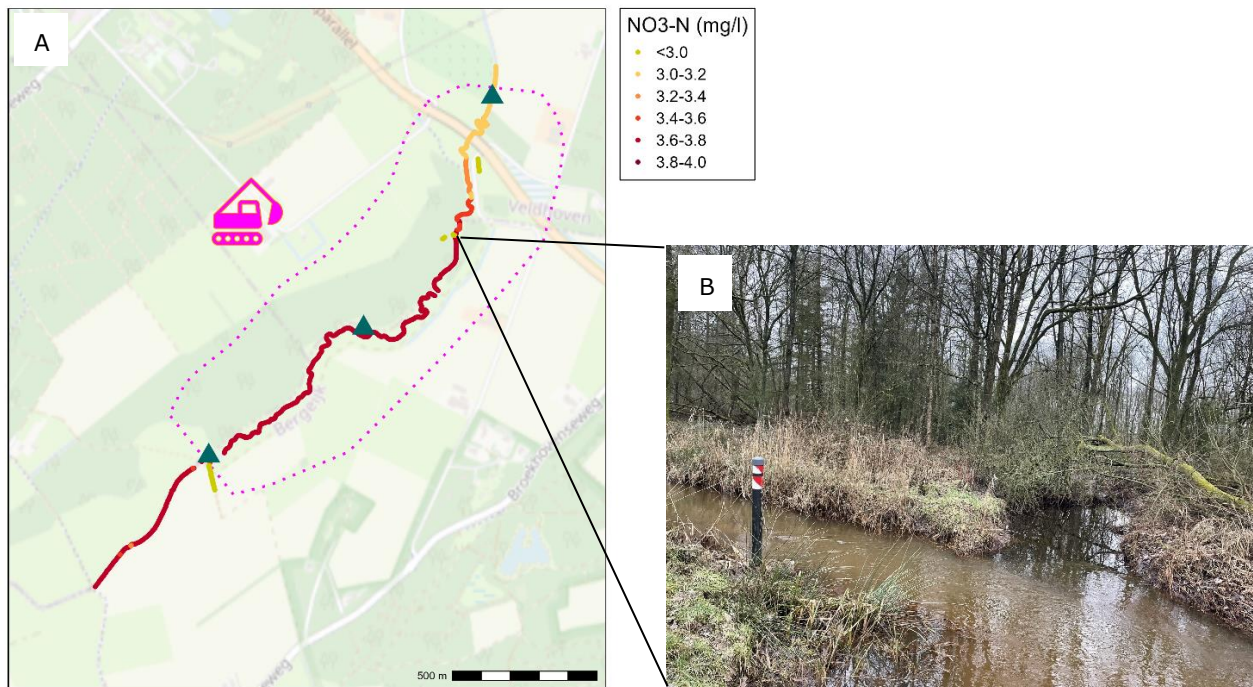 A
NO3-N (mg/l)
<3.0
3.0-3.2
3.2-3.4
3.4-3.6
3.6-3.8
3.8-4.0
parallel
Veldhoven
Bergeijk
Broekhovenseweg
500 m
B